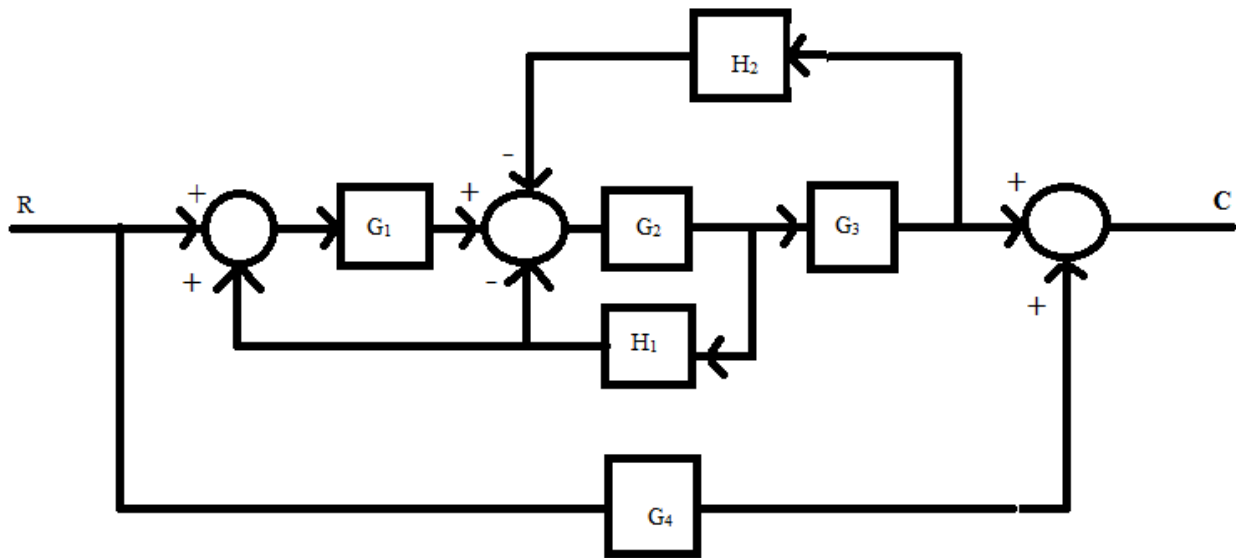 H₂
-
R
+
G₁
+
G₂
G₃
+
C
+
-
H₁
+
G₄